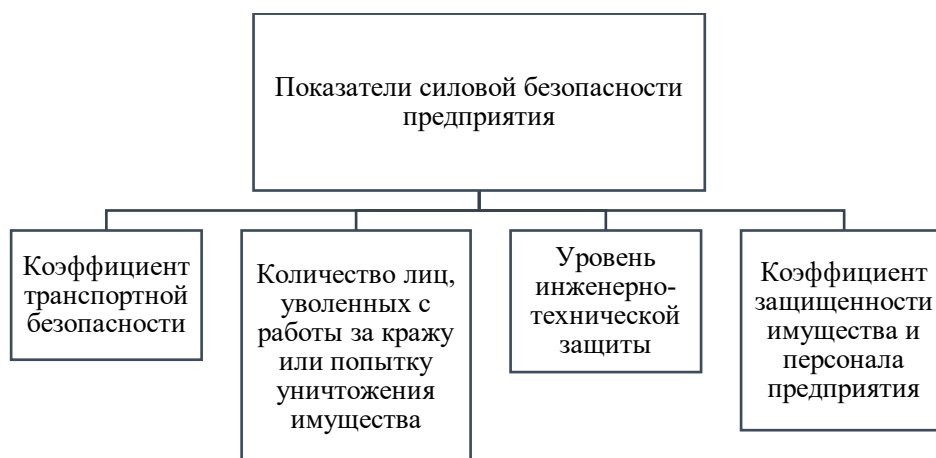 Показатели силовой безопасности
предприятия
Коэффициент
транспортной
безопасности
Количество лиц,
уволенных с
работы за кражу
или попытку
уничтожения
имущества
Уровень
инженерно-
технической
защиты
Коэффициент
защищенности
имущества и
персонала
предприятия